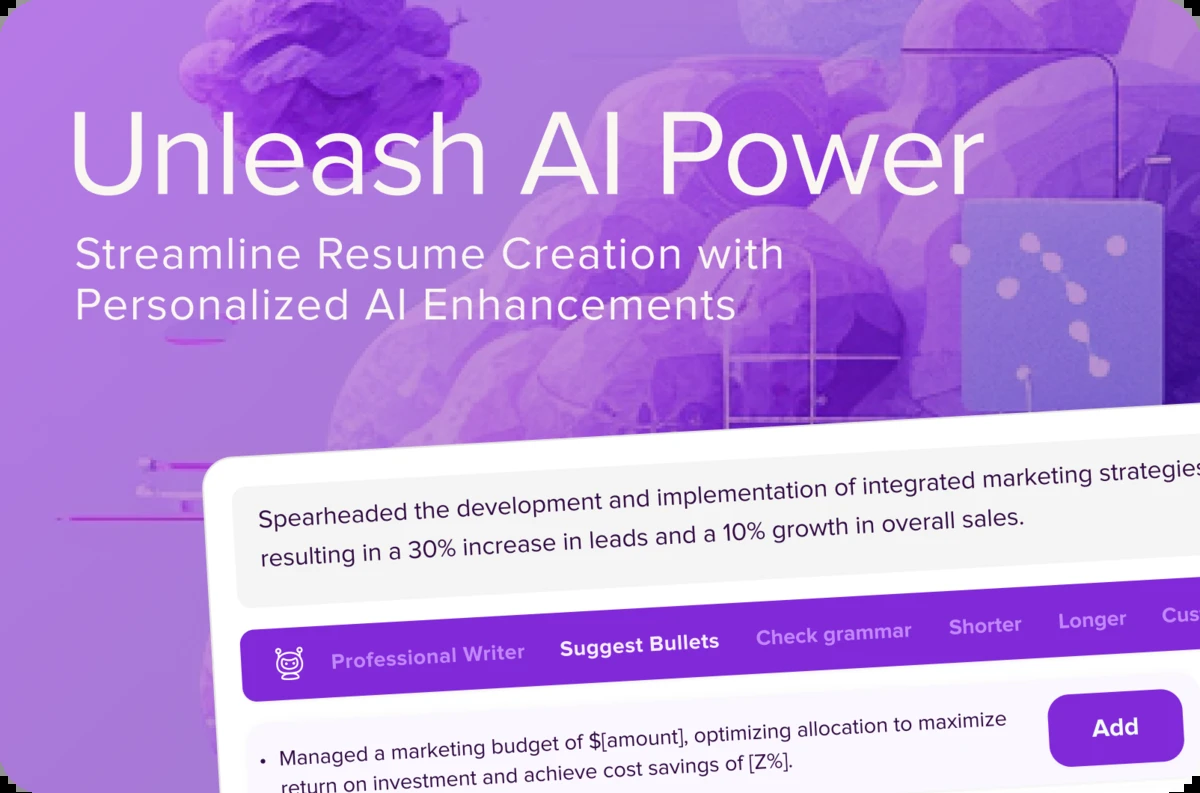 Unleash AI Power
Streamline Resume Creation with
Personalized AI Enhancements
Spearheaded the development and implementation of integrated marketing strategies
resulting in a 30% increase in leads and a 10% growth in overall sales.
Professional Writer Suggest Bullets Check grammar Shorter Longer
• Managed a marketing budget of $[amount], optimizing allocation to maximize
return on investment and achieve cost savings of [Z%].
Add